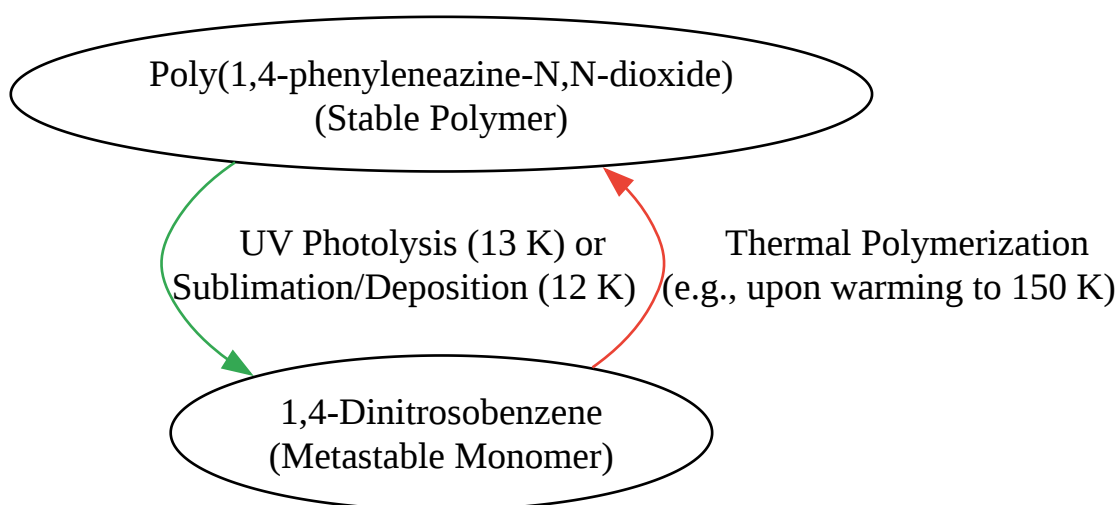 Poly(1,4-phenyleneazine-N,N-dioxide)
(Stable Polymer)
UV Photolysis (13 K) or
Sublimation/Deposition (12 K)
Thermal Polymerization
(e.g., upon warming to 150 K)
1,4-Dinitrosobenzene
(Metastable Monomer)